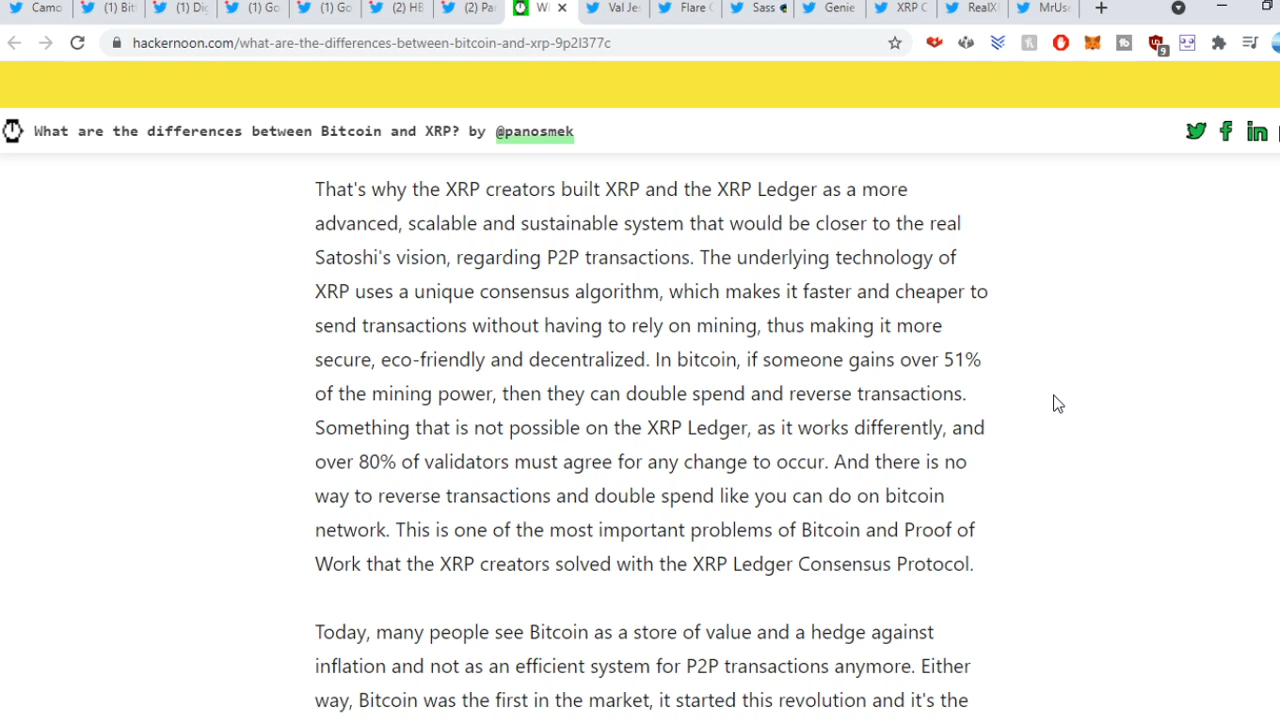 Camo
(1) Bit
(1) Dig
(1) Go
(1) Go
(2) HB
(2) Pa
Val Jes
Flare C
Sass
Genie
XRP C
RealXI
MrUse
hackernoon.com/what-are-the-differences-between-bitcoin-and-xrp-9p2l377c
9
What are the differences between Bitcoin and XRP? by @panosmek
That's why the XRP creators built XRP and the XRP Ledger as a more
advanced, scalable and sustainable system that would be closer to the real
Satoshi's vision, regarding P2P transactions. The underlying technology of
XRP uses a unique consensus algorithm, which makes it faster and cheaper to
send transactions without having to rely on mining, thus making it more
secure, eco-friendly and decentralized. In bitcoin, if someone gains over 51%
of the mining power, then they can double spend and reverse transactions.
Something that is not possible on the XRP Ledger, as it works differently, and
over 80% of validators must agree for any change to occur. And there is no
way to reverse transactions and double spend like you can do on bitcoin
network. This is one of the most important problems of Bitcoin and Proof of
Work that the XRP creators solved with the XRP Ledger Consensus Protocol.
Today, many people see Bitcoin as a store of value and a hedge against
inflation and not as an efficient system for P2P transactions anymore. Either
way, Bitcoin was the first in the market, it started this revolution and it's the